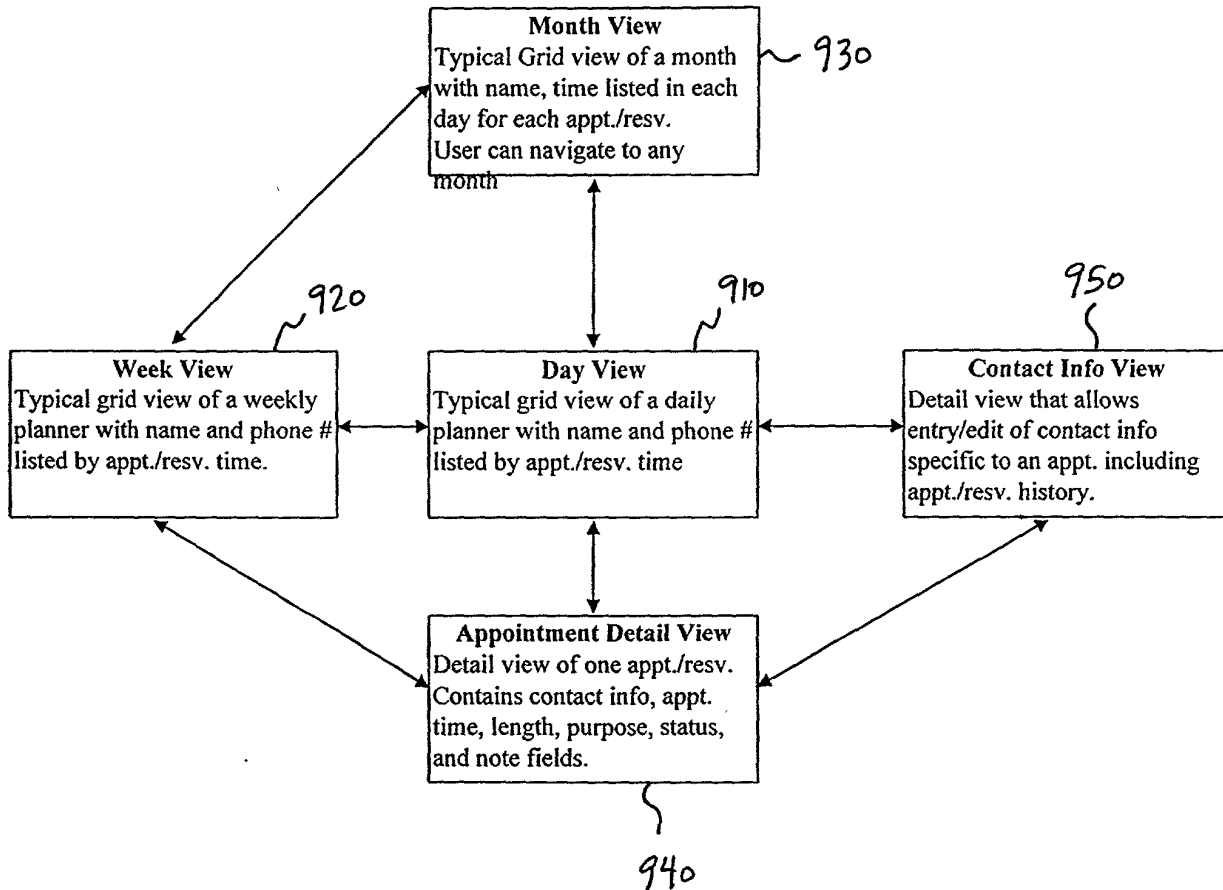 Month View
Typical Grid view of a month
with name, time listed in each
day for each appt./resv.
User can navigate to any
month
930
920
Week View
Typical grid view of a weekly
planner with name and phone #
listed by appt./resv. time.
910
Day View
Typical grid view of a daily
planner with name and phone #
listed by appt./resv. time
950
Contact Info View
Detail view that allows
entry/edit of contact info
specific to an appt. including
appt./resv. history.
Appointment Detail View
Detail view of one appt./resv.
Contains contact info, appt.
time, length, purpose, status,
and note fields.
940